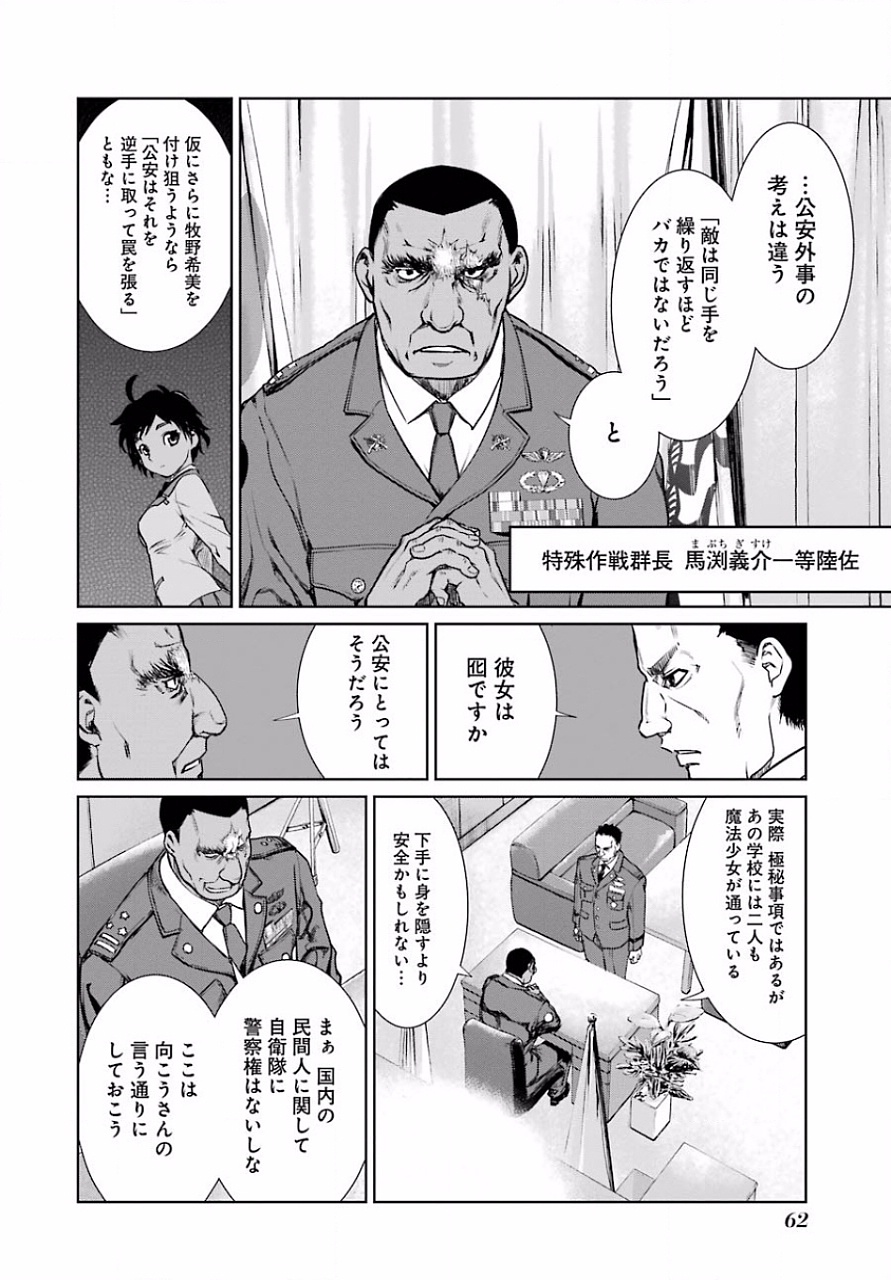 …公安外事の
考えは違う
「敵は同じ手を
繰り返すほど
バカではないだろう」
と
特殊作戦群長 馬渕義介一等陸佐
ま ぶち ぎ すけ
仮にさらに牧野希美を
付け狙うようなら
「公安はそれを
逆手に取って罠を張る」
ともな…
彼女は
囮ですか
公安にとっては
そうだろう
実際 極秘事項ではあるが
あの学校には二人も
魔法少女が通っている
下手に身を隠すより
安全かもしれない…
まぁ 国内の
民間人に関して
自衛隊に
警察権はないしな
ここは
向こうさんの
言う通りに
しておこう
62